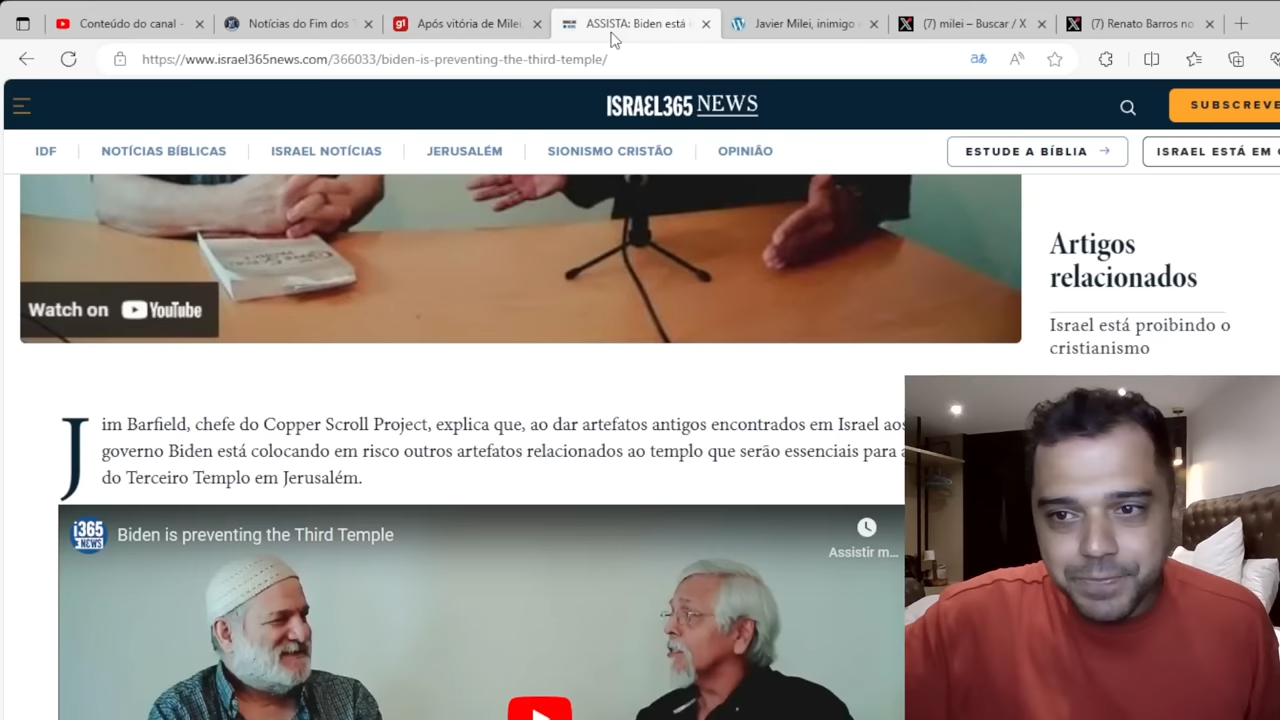 Conteúdo do canal -
Notícias do Fim dos
Após vitória de Milei,
ASSISTA: Biden está
Javier Milei, inimigo
(7) milei – Buscar / X
(7) Renato Barros no
https://www.israel365news.com/366033/biden-is-preventing-the-third-temple/
ISRAEL365 NEWS
SUBSCREVE
IDF
NOTÍCIAS BÍBLICAS
ISRAEL NOTÍCIAS
JERUSALÉM
SIONISMO CRISTÃO
OPINIÃO
ESTUDE A BÍBLIA →
ISRAEL ESTÁ EM
Watch on YouTube
Artigos
relacionados
Israel está proibindo o
cristianismo
Jim Barfield, chefe do Copper Scroll Project, explica que, ao dar artefatos antigos encontrados em Israel aos
governo Biden está colocando em risco outros artefatos relacionados ao templo que serão essenciais para a
do Terceiro Templo em Jerusalém.
i365 NEWS
Biden is preventing the Third Temple
Assistir m...